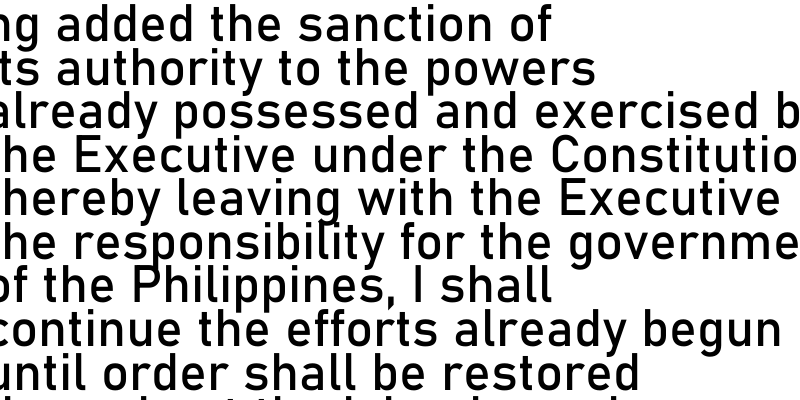 ng added the sanction of
ts authority to the powers
already possessed and exercised b
he Executive under the Constitutio
hereby leaving with the Executive
he responsibility for the governme
of the Philippines, I shall
continue the efforts already begun
until order shall be restored